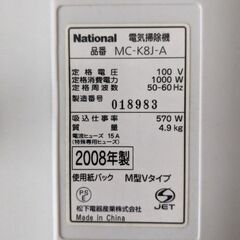 National 電気掃除機
品番 MC-K8J-A
定格電圧 100 V
定格消費電力 1000 W
定格周波数 50-60 Hz
製造番号
018983
吸込仕事率 570 W
質量 4.9 kg
電流ヒューズ 15 A
(特殊専用ヒューズ)
2008年製
使用紙パック M型Vタイプ
PSE
JET
松下電器産業株式会社
Made in China